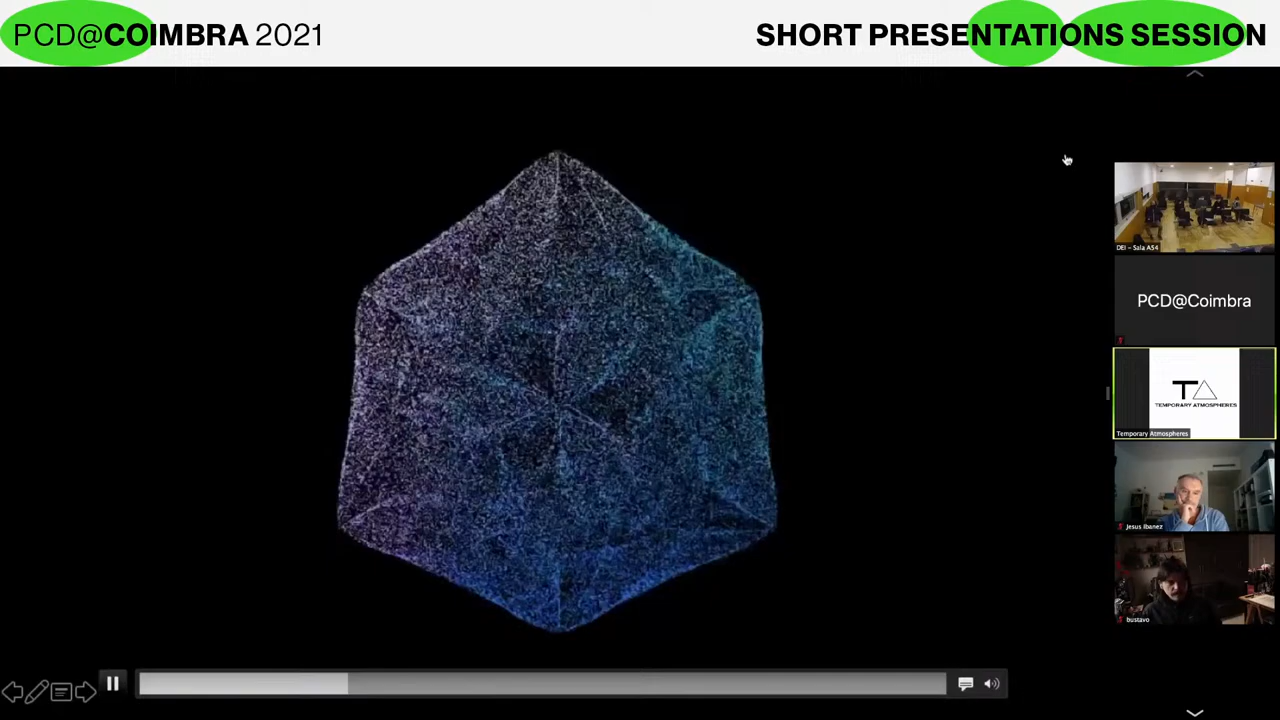 PCD@COIMBRA 2021
SHORT PRESENTATIONS SESSION
DEI - Sala A54
PCD@Coimbra
TA
TEMPORARY ATMOSPHERES
Temporary Atmospheres
Jesus Ibanez
bustavo